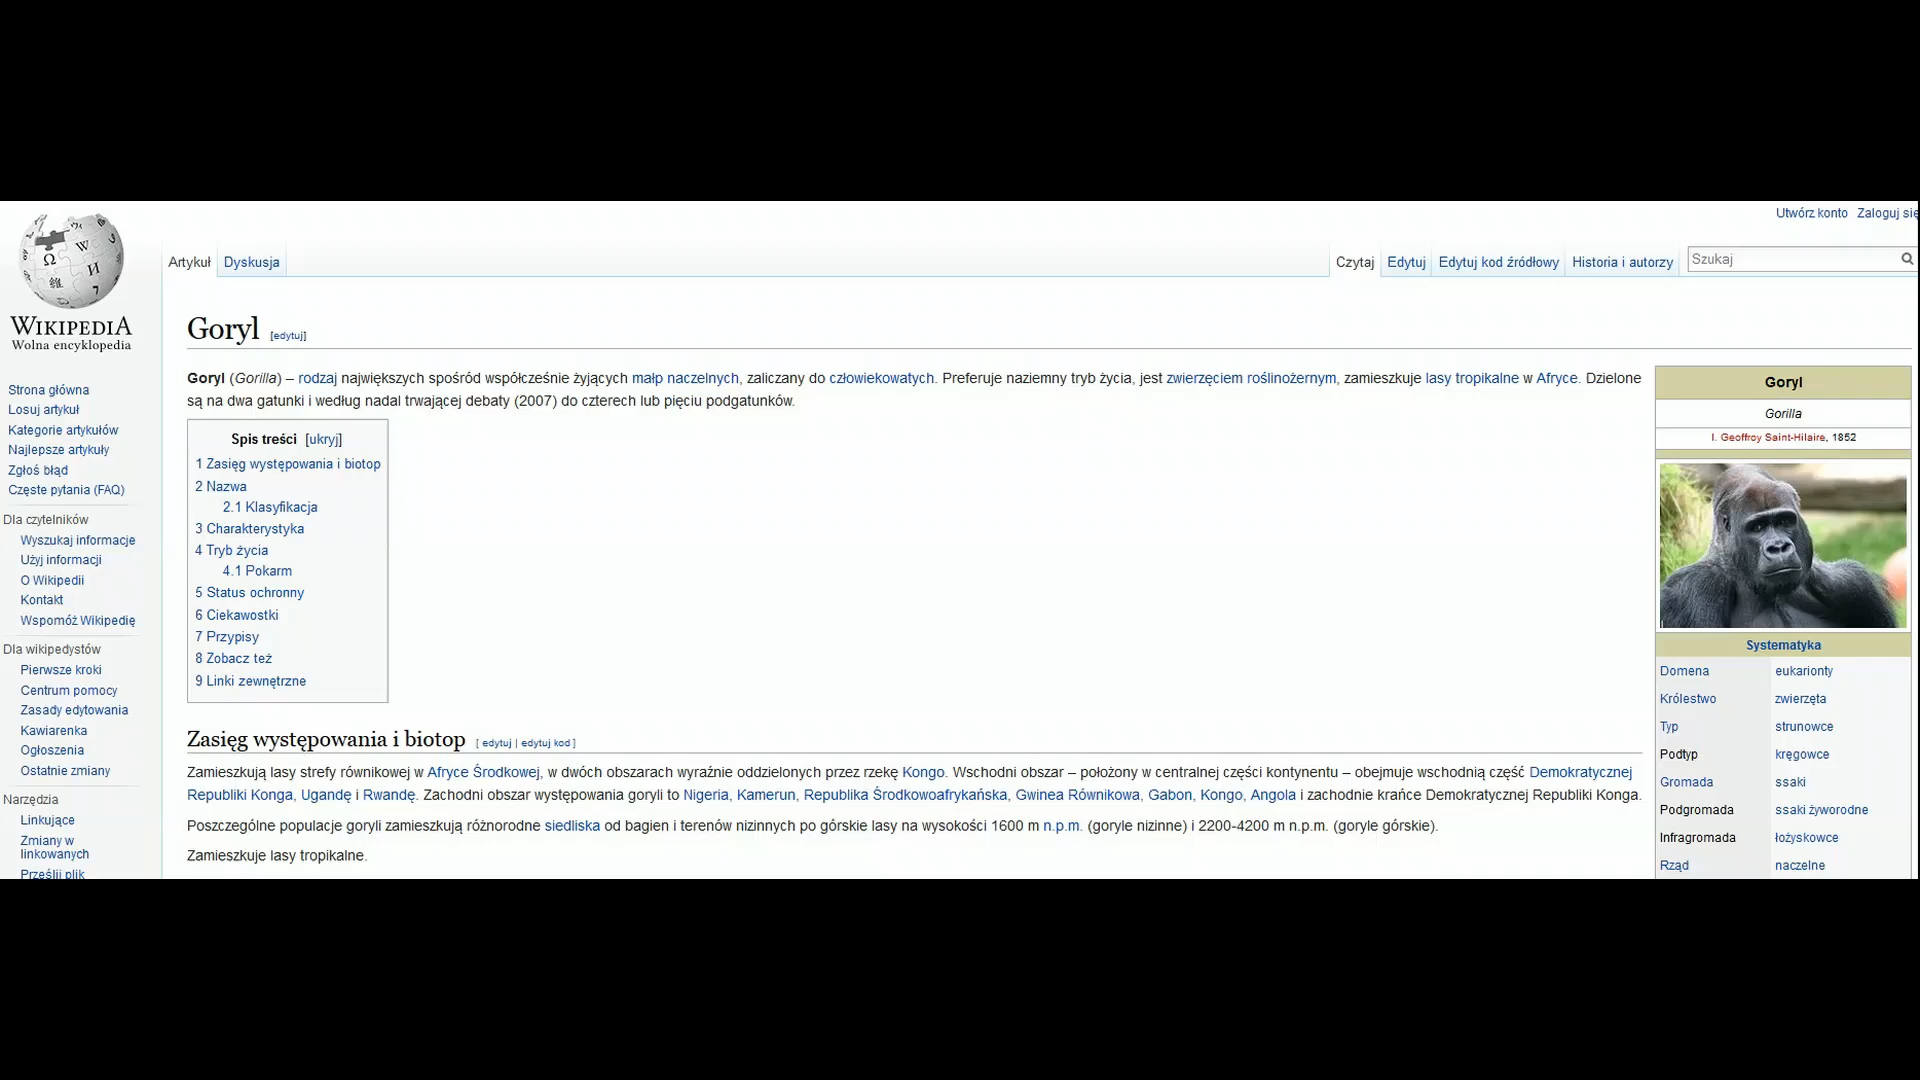 Utwórz konto Zaloguj się
Artykuł Dyskusja
Czytaj Edytuj Edytuj kod źródłowy Historia i autorzy Szukaj
WIKIPEDIA
Wolna encyklopedia
Strona główna
Losuj artykuł
Kategorie artykułów
Najlepsze artykuły
Zgłoś błąd
Częste pytania (FAQ)
Dla czytelników
Wyszukaj informacje
Użyj informacji
O Wikipedii
Kontakt
Wspomóż Wikipedię
Dla wikipedystów
Pierwsze kroki
Centrum pomocy
Zasady edytowania
Kawiarenka
Ogłoszenia
Ostatnie zmiany
Narzędzia
Linkujące
Zmiany w
linkowanych
Prześlij plik
Goryl [edytuj]
Goryl (Gorilla) – rodzaj największych spośród współcześnie żyjących małp naczelnych, zaliczany do człowiekowatych. Preferuje naziemny tryb życia, jest zwierzęciem roślinożernym, zamieszkuje lasy tropikalne w Afryce. Dzielone
są na dwa gatunki i według nadal trwającej debaty (2007) do czterech lub pięciu podgatunków.
Spis treści [ukryj]
1 Zasięg występowania i biotop
2 Nazwa
2.1 Klasyfikacja
3 Charakterystyka
4 Tryb życia
4.1 Pokarm
5 Status ochronny
6 Ciekawostki
7 Przypisy
8 Zobacz też
9 Linki zewnętrzne
Zasięg występowania i biotop [ edytuj | edytuj kod ]
Zamieszkują lasy strefy równikowej w Afryce Środkowej, w dwóch obszarach wyraźnie oddzielonych przez rzekę Kongo. Wschodni obszar – położony w centralnej części kontynentu – obejmuje wschodnią część Demokratycznej
Republiki Konga, Ugandę i Rwandę. Zachodni obszar występowania goryli to Nigeria, Kamerun, Republika Środkowoafrykańska, Gwinea Równikowa, Gabon, Kongo, Angola i zachodnie krańce Demokratycznej Republiki Konga.
Poszczególne populacje goryli zamieszkują różnorodne siedliska od bagien i terenów nizinnych po górskie lasy na wysokości 1600 m n.p.m. (goryle nizinne) i 2200-4200 m n.p.m. (goryle górskie).
Zamieszkuje lasy tropikalne.
Goryl
Gorilla
I. Geoffroy Saint-Hilaire, 1852
Systematyka
Domena eukarionty
Królestwo zwierzęta
Typ strunowce
Podtyp kręgowce
Gromada ssaki
Podgromada ssaki żyworodne
Infragromada łożyskowce
Rząd naczelne